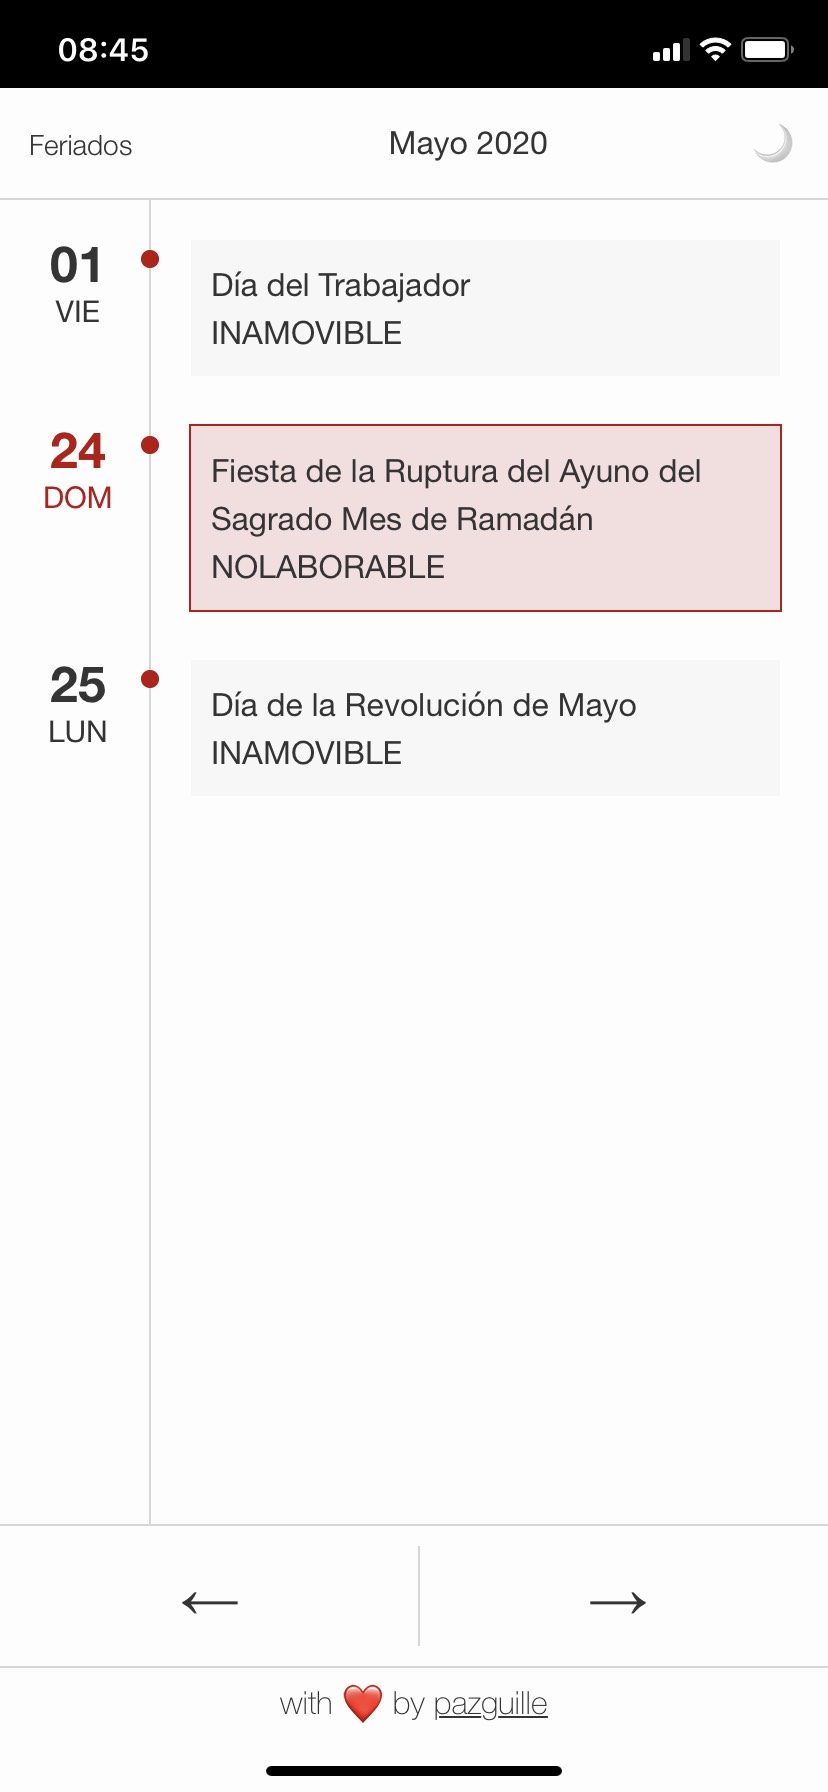 08:45
Feriados
Mayo 2020
01
VIE
Día del Trabajador
INAMOVIBLE
24
DOM
Fiesta de la Ruptura del Ayuno del
Sagrado Mes de Ramadán
NOLABORABLE
25
LUN
Día de la Revolución de Mayo
INAMOVIBLE
with ❤️ by pazguille